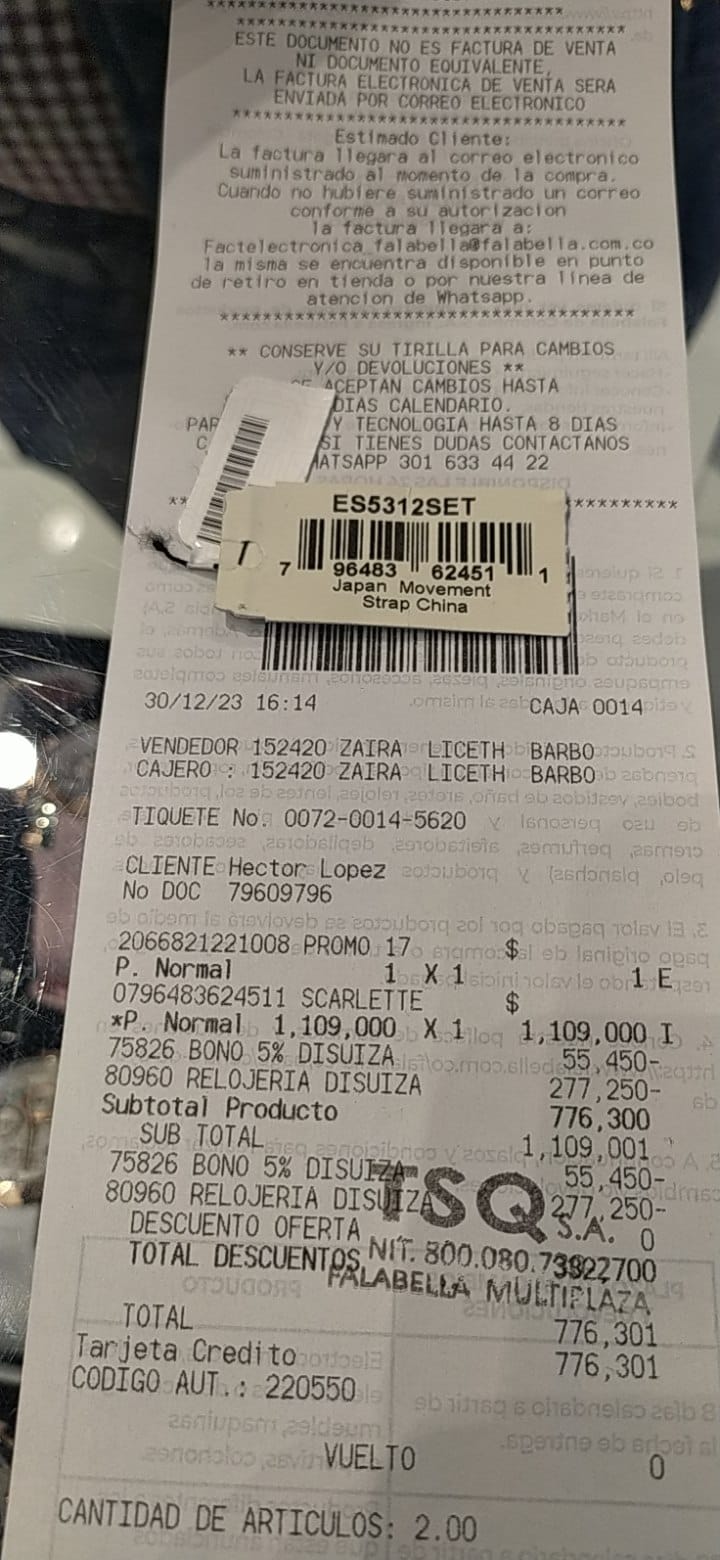 ************************************
************************************
ESTE DOCUMENTO NO ES FACTURA DE VENTA
NI DOCUMENTO EQUIVALENTE,
LA FACTURA ELECTRONICA DE VENTA SERA
ENVIADA POR CORREO ELECTRONICO
************************************
Estimado Cliente:
La factura llegara al correo electronico
suministrado al momento de la compra.
Cuando no hubiere suministrado un correo
conforme a su autorizacion
la factura llegara a:
Factelectronica_falabella@falabella.com.co
la misma se encuentra disponible en punto
de retiro en tienda o por nuestra linea de
atencion de Whatsapp.
************************************
** CONSERVE SU TIRILLA PARA CAMBIOS
Y/O DEVOLUCIONES **
ACEPTAN CAMBIOS HASTA
DIAS CALENDARIO.
Y TECNOLOGIA HASTA 8 DIAS
SI TIENES DUDAS CONTACTANOS
301 633 44 22
ES5312SET
7 96483 62451 1
Japan Movement
Strap China
30/12/23 16:14 CAJA 0014
VENDEDOR 152420 ZAIRA LICETH BARBO
CAJERO : 152420 ZAIRA LICETH BARBO
TIQUETE No. 0072-0014-5620
CLIENTE Hector Lopez
No DOC 79609796
2066821221008 PROMO 17 $
P. Normal 1 X 1 1 E
0796483624511 SCARLETTE $
*P. Normal 1,109,000 X 1 1,109,000 I
75826 BONO 5% DISUIZA 55,450-
80960 RELOJERIA DISUIZA 277,250-
Subtotal Producto 776,300
SUB TOTAL 1,109,001
75826 BONO 5% DISUIZA 55,450-
80960 RELOJERIA DISUIZA 277,250-
TSQ S.A.
DESCUENTO OFERTA 0
TOTAL DESCUENTOS
NIT. 800.080.
FALABELLA MULTIPLAZA
TOTAL 776,301
Tarjeta Credito 776,301
CODIGO AUT.: 220550
VUELTO 0
CANTIDAD DE ARTICULOS: 2.00